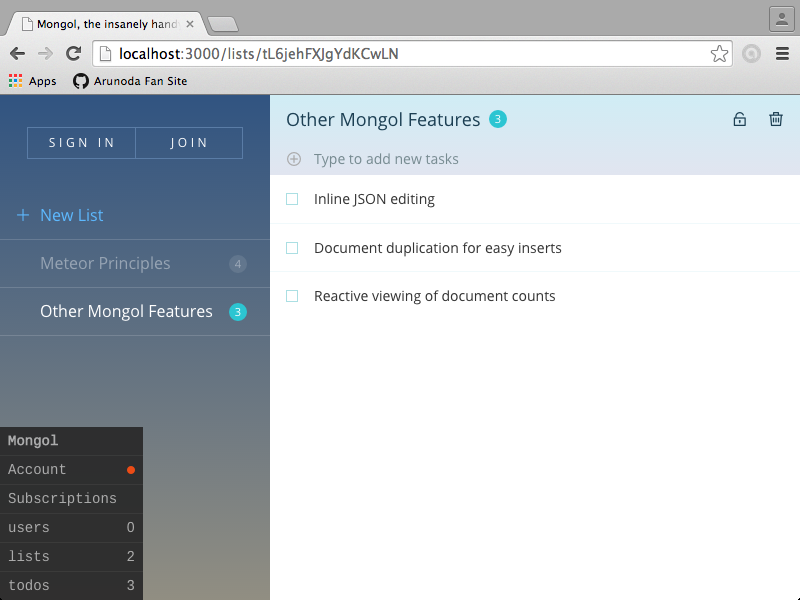 Mongol, the insanely hand
localhost:3000/lists/tL6jehFXJgYdKCwLN
Apps Arunoda Fan Site
SIGN IN JOIN
+ New List
Meteor Principles 4
Other Mongol Features 3
Mongol
Account
Subscriptions
users 0
lists 2
todos 3
Other Mongol Features 3
Type to add new tasks
Inline JSON editing
Document duplication for easy inserts
Reactive viewing of document counts